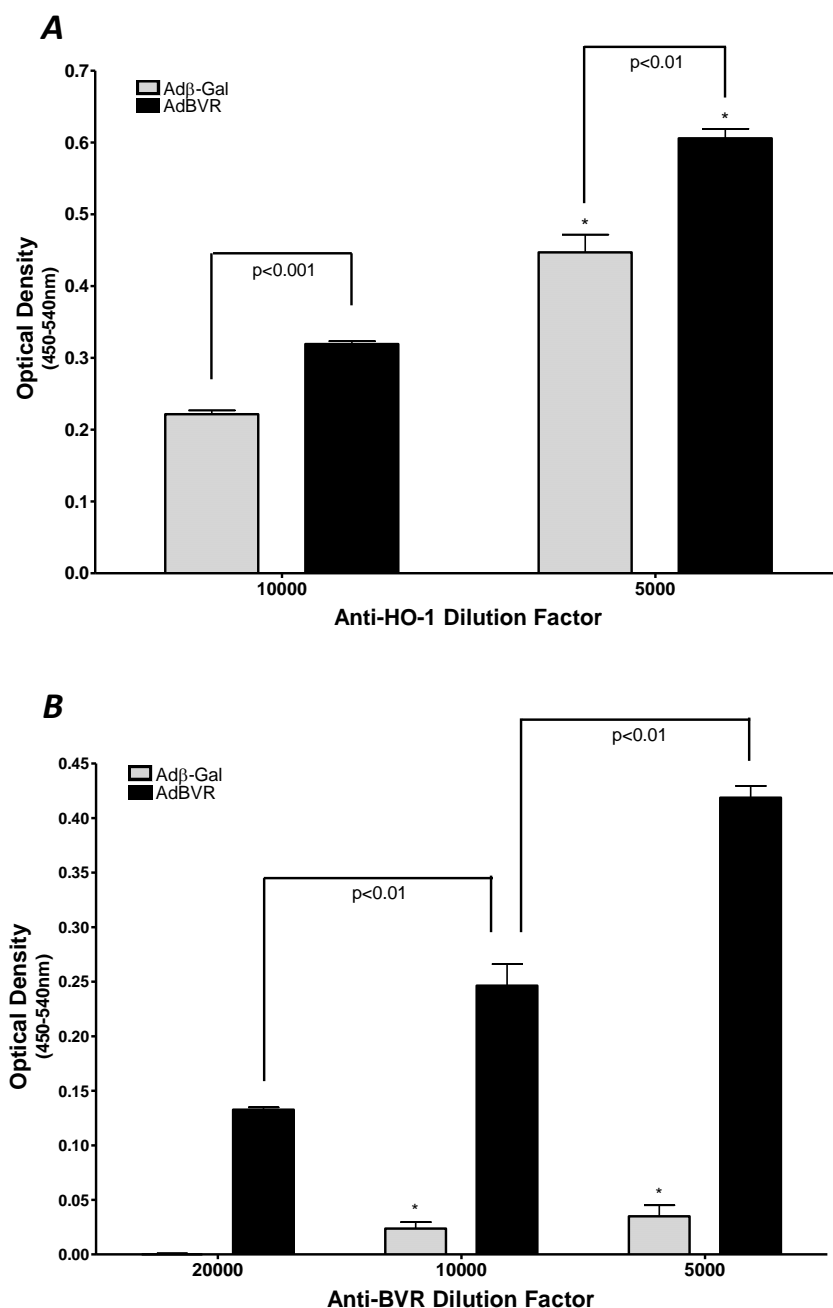 A
p<0.01
0.7
Adβ-Gal
AdBVR
0.6
*
0.5
*
p<0.001
0.4
0.3
0.2
0.1
0.0
Optical Density
(450-540nm)
10000
5000
Anti-HO-1 Dilution Factor
B
p<0.01
0.45
Adβ-Gal
AdBVR
0.40
0.35
p<0.01
0.30
0.25
0.20
0.15
0.10
0.05
*
*
0.00
Optical Density
(450-540nm)
20000
10000
5000
Anti-BVR Dilution Factor